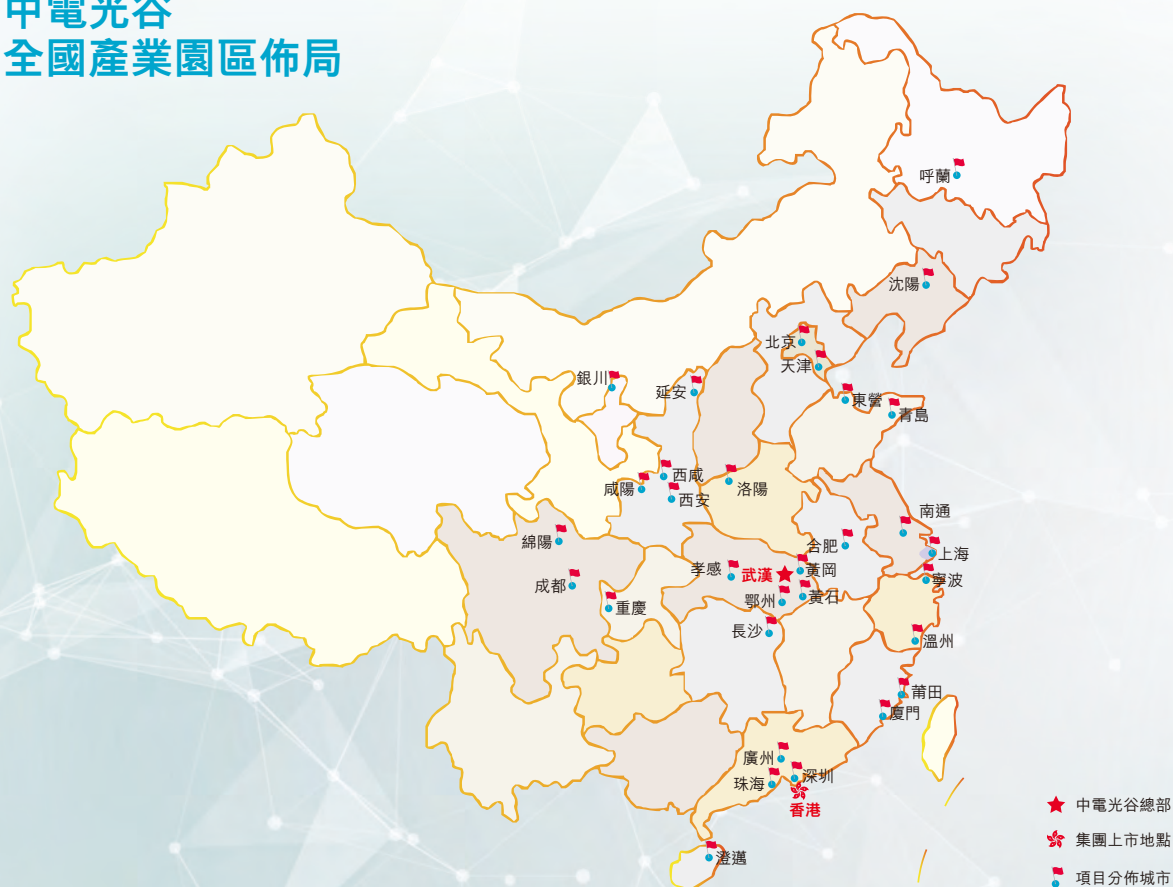 中電光谷
全國產業園區佈局
呼蘭
沈陽
北京
天津
銀川
延安
東營
青島
西咸
咸陽
西安
洛陽
南通
綿陽
合肥
上海
成都
孝感
武漢
黃岡
寧波
重慶
鄂州
黃石
長沙
溫州
莆田
廈門
廣州
深圳
珠海
香港
澄邁
中電光谷總部
集團上市地點
項目分佈城市